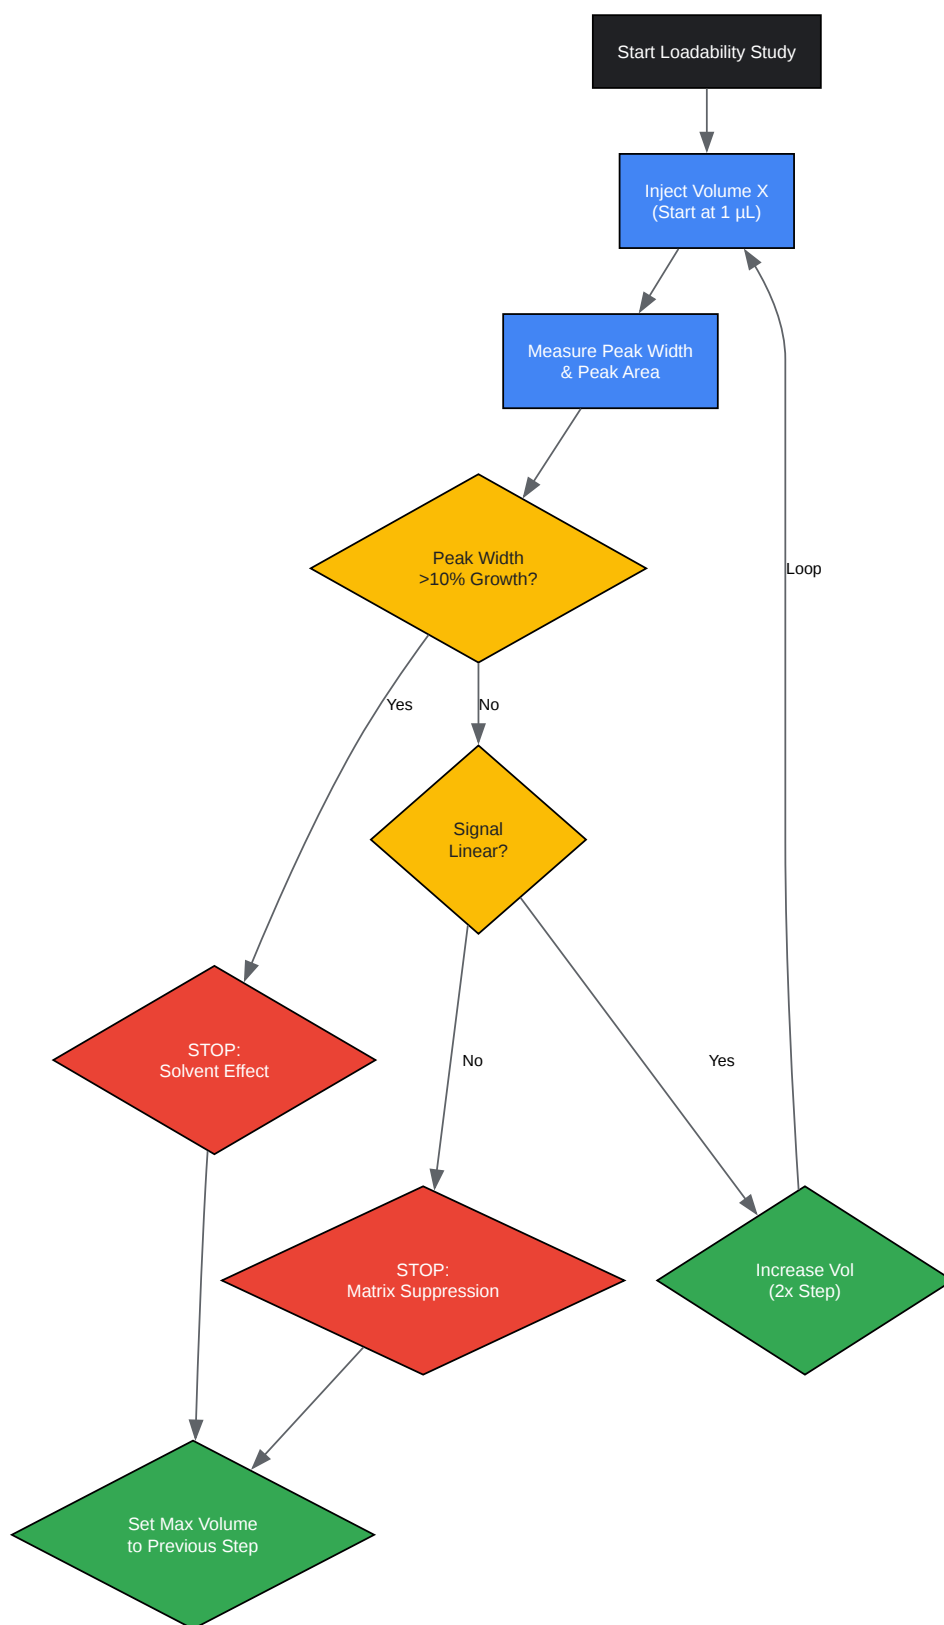 Start Loadability Study
Inject Volume X
(Start at 1 µL)
Measure Peak Width
& Peak Area
Peak Width
>10% Growth?
Loop
Yes
No
Signal
Linear?
STOP:
Solvent Effect
No
Yes
STOP:
Matrix Suppression
Increase Vol
(2x Step)
Set Max Volume
to Previous Step